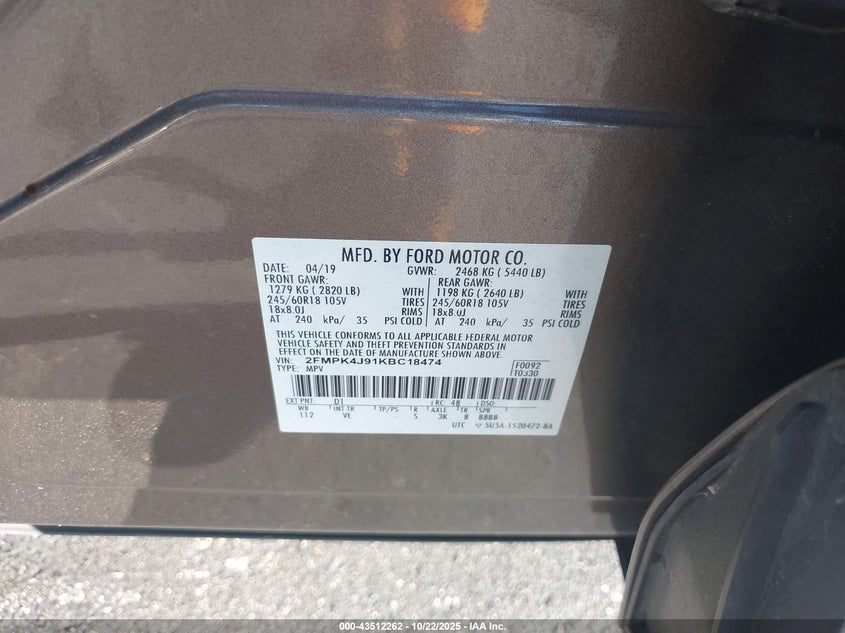 MFD. BY FORD MOTOR CO.
DATE: 04/19 GVWR: 2468 KG ( 5440 LB)
FRONT GAWR: REAR GAWR:
1279 KG ( 2820 LB) WITH 1198 KG ( 2640 LB) WITH
245/60R18 105V TIRES 245/60R18 105V TIRES
18x8.0J RIMS 18x8.0J RIMS
AT 240 kPa/ 35 PSI COLD AT 240 kPa/ 35 PSI COLD
THIS VEHICLE CONFORMS TO ALL APPLICABLE FEDERAL MOTOR
VEHICLE SAFETY AND THEFT PREVENTION STANDARDS IN
EFFECT ON THE DATE OF MANUFACTURE SHOWN ABOVE.
VIN: 2FMPK4J91KBC18474 F0092
TYPE: MPV T0330
EXT PNT: D1 RC: 48 DSO:
WB INT TR TP/PS R AXLE TR SPR
112 VE S 3K 8 8888
UTC ▽ 5U5A-1520472-BA
000-43512262 - 10/22/2025 - IAA Inc.